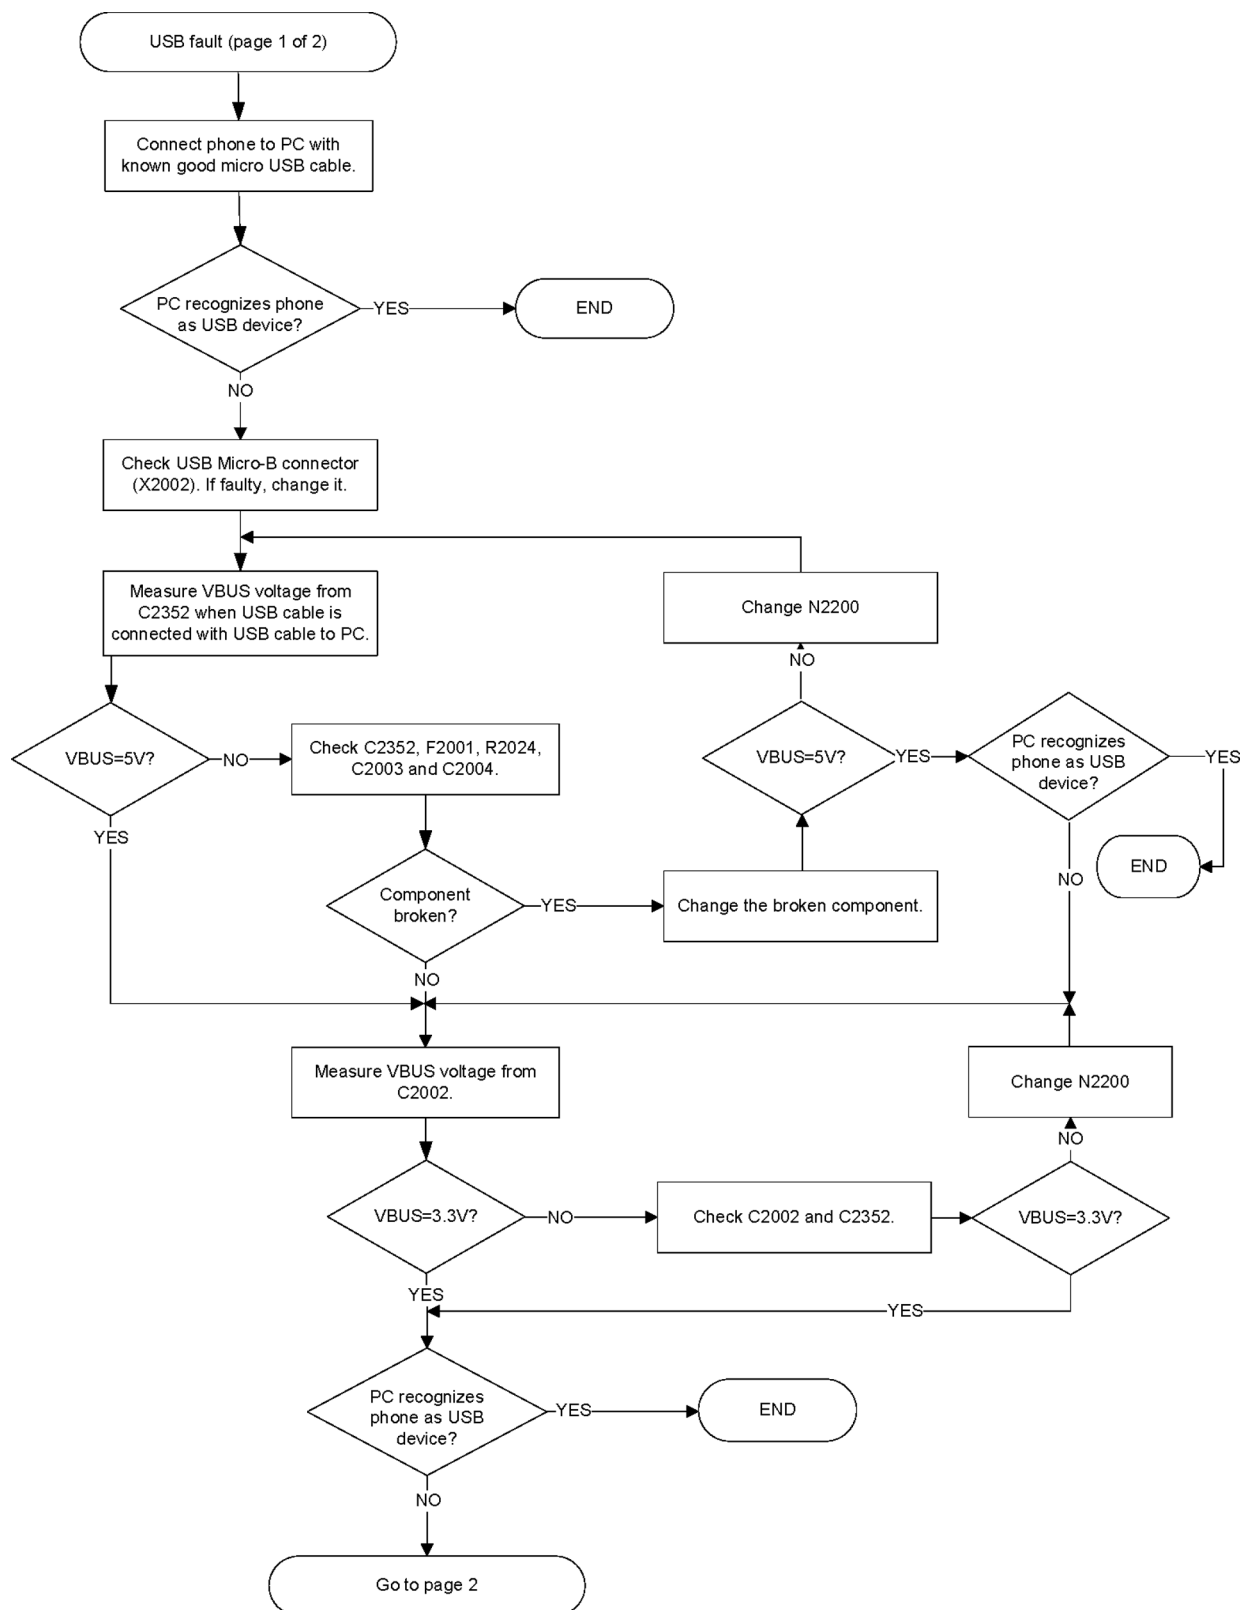 USB fault (page 1 of 2)
Connect phone to PC with
known good micro USB cable.
PC recognizes phone
as USB device?
YES
END
NO
Check USB Micro-B connector
(X2002). If faulty, change it.
Measure VBUS voltage from
C2352 when USB cable is
connected with USB cable to PC.
Change N2200
NO
VBUS=5V?
NO
Check C2352, F2001, R2024,
C2003 and C2004.
VBUS=5V?
YES
PC recognizes
phone as USB
device?
YES
YES
END
Component
broken?
YES
Change the broken component.
NO
NO
Measure VBUS voltage from
C2002.
Change N2200
NO
VBUS=3.3V?
NO
Check C2002 and C2352.
VBUS=3.3V?
YES
YES
PC recognizes
phone as USB
device?
YES
END
NO
Go to page 2